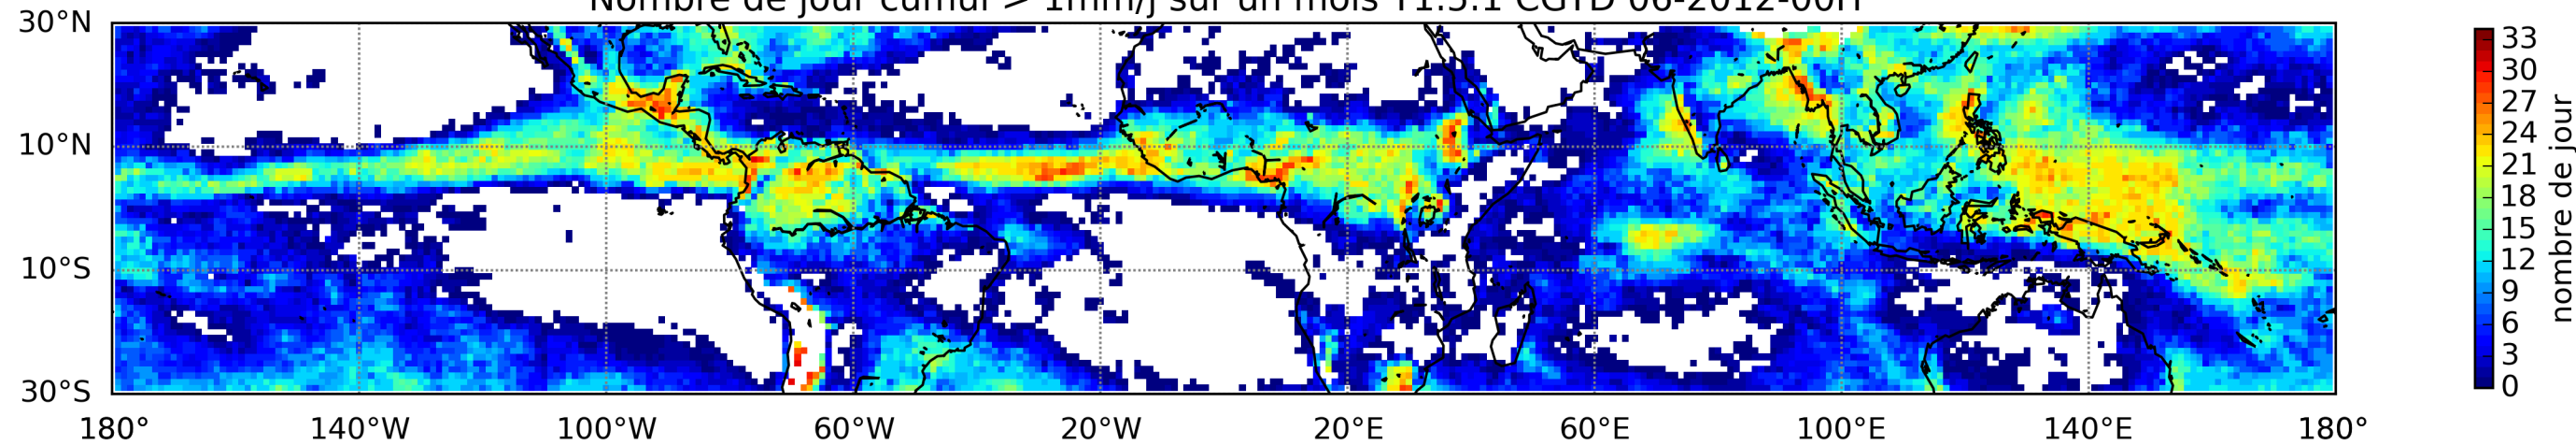 Nombre de jour cumul > 1mm/j sur un mois T1.5.1 CGTD 06-2012-00H
30°N
10°N
10°S
30°S
180° 140°W 100°W 60°W 20°W 20°E 60°E 100°E 140°E 180°
33
30
27
24
21
18
15
12
9
6
3
0
nombre de jour